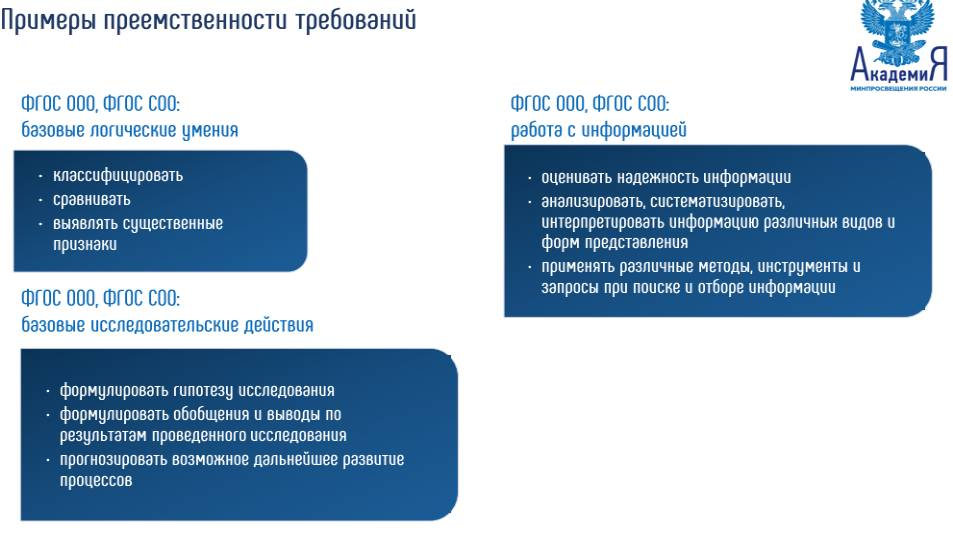 Примеры преемственности требований
АкадемиЯ
МИНПРОСВЕЩЕНИЯ РОССИИ
ФГОС ООО, ФГОС СОО:
базовые логические умения
· классифицировать
· сравнивать
· выявлять существенные
признаки
ФГОС ООО, ФГОС СОО:
базовые исследовательские действия
· формулировать гипотезу исследования
· формулировать обобщения и выводы по
результатам проведенного исследования
· прогнозировать возможное дальнейшее развитие
процессов
ФГОС ООО, ФГОС СОО:
работа с информацией
· оценивать надежность информации
· анализировать, систематизировать,
интерпретировать информацию различных видов и
форм представления
· применять различные методы, инструменты и
запросы при поиске и отборе информации